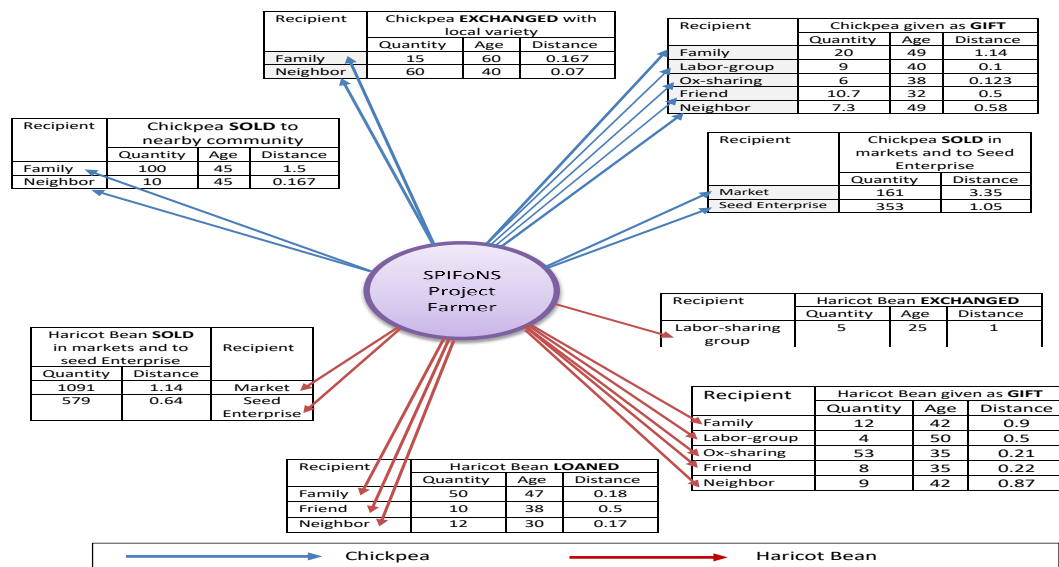 Recipient Chickpea EXCHANGED with
local variety
Quantity Age Distance
Family 15 60 0.167
Neighbor 60 40 0.07
Recipient Chickpea given as GIFT
Quantity Age Distance
Family 20 49 1.14
Labor-group 9 40 0.1
Ox-sharing 6 38 0.123
Friend 10.7 32 0.5
Neighbor 7.3 49 0.58
Recipient Chickpea SOLD to
nearby community
Quantity Age Distance
Family 100 45 1.5
Neighbor 10 45 0.167
Recipient Chickpea SOLD in
markets and to Seed
Enterprise
Quantity Distance
Market 161 3.35
Seed Enterprise 353 1.05
SPIFoNS
Project
Farmer
Recipient Haricot Bean EXCHANGED
Quantity Age Distance
Labor-sharing 5 25 1
group
Haricot Bean SOLD
in markets and to Recipient
seed Enterprise
Quantity Distance
1091 1.14 Market
579 0.64 Seed
Enterprise
Recipient Haricot Bean given as GIFT
Quantity Age Distance
Family 12 42 0.9
Labor-group 4 50 0.5
Ox-sharing 53 35 0.21
Friend 8 35 0.22
Neighbor 9 42 0.87
Recipient Haricot Bean LOANED
Quantity Age Distance
Family 50 47 0.18
Friend 10 38 0.5
Neighbor 12 30 0.17
Chickpea Haricot Bean